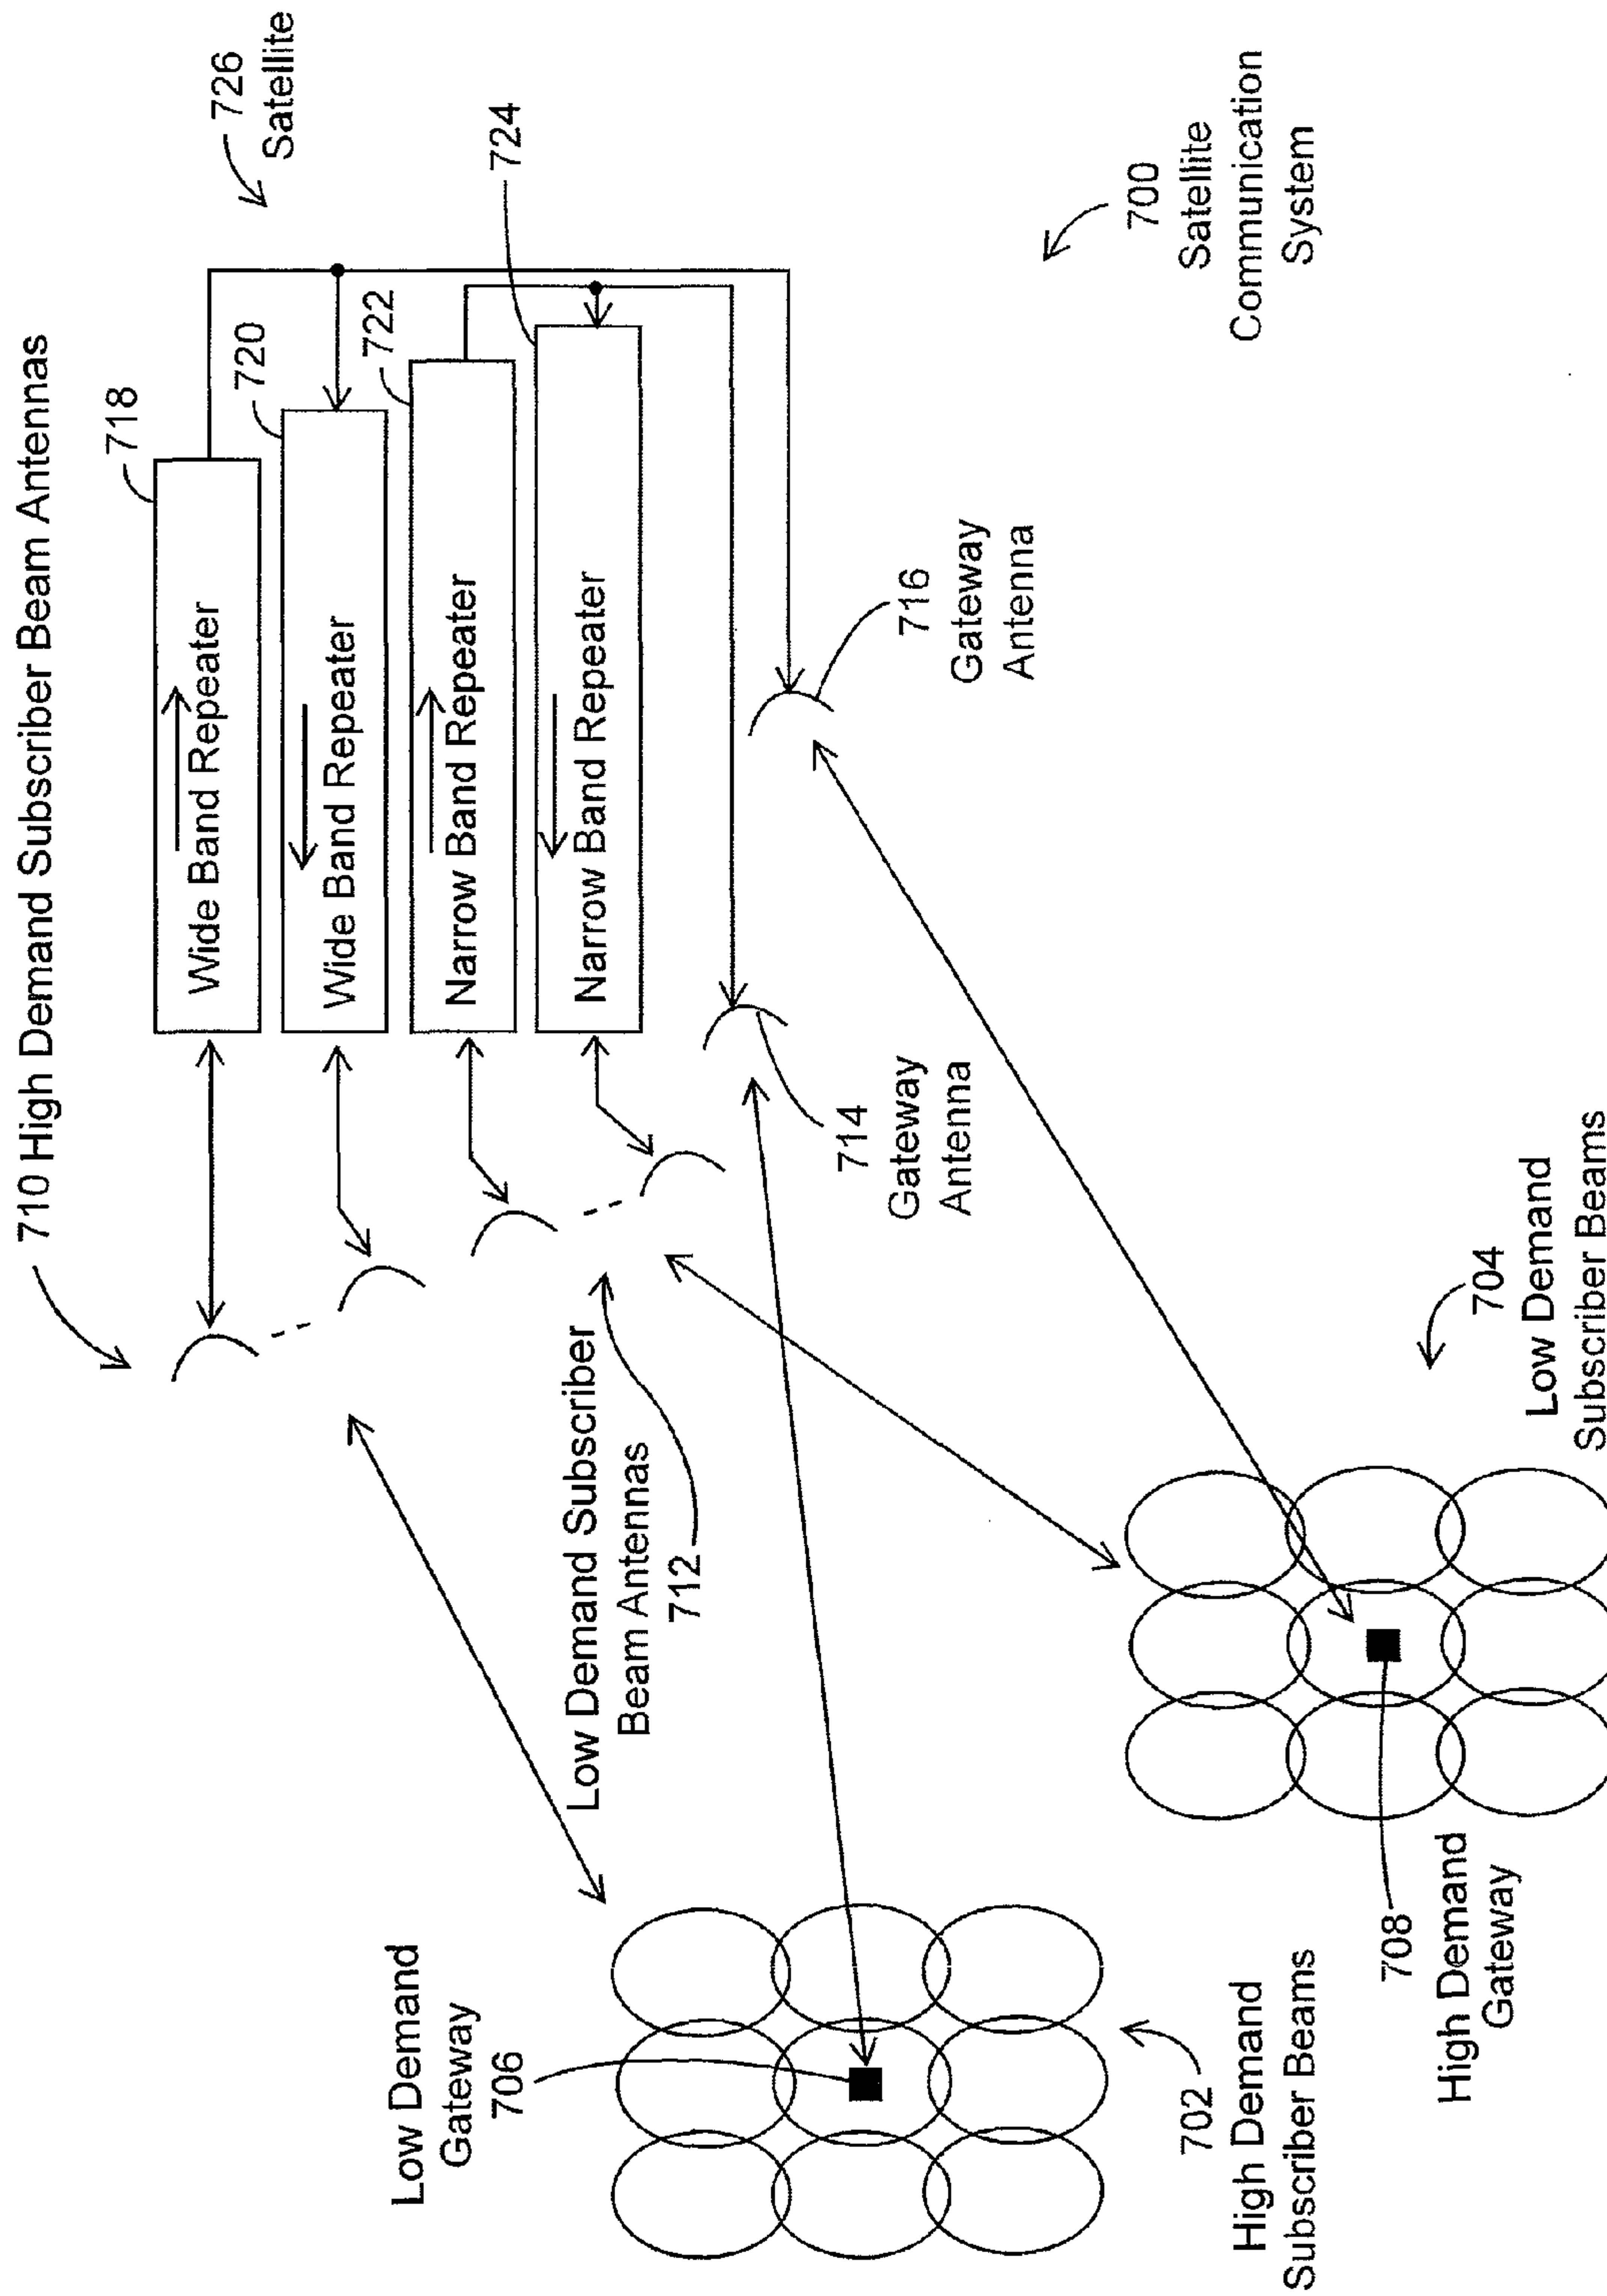 710 High Demand Subscriber Beam Antennas
718
Wide Band Repeater
720
Wide Band Repeater
722
Narrow Band Repeater
724
Narrow Band Repeater
726
Satellite
Low Demand Subscriber
Beam Antennas
712
714
Gateway
Antenna
716
Gateway
Antenna
700
Satellite
Communication
System
Low Demand
Gateway
706
702
High Demand
Subscriber Beams
704
Low Demand
Subscriber Beams
708
High Demand
Gateway